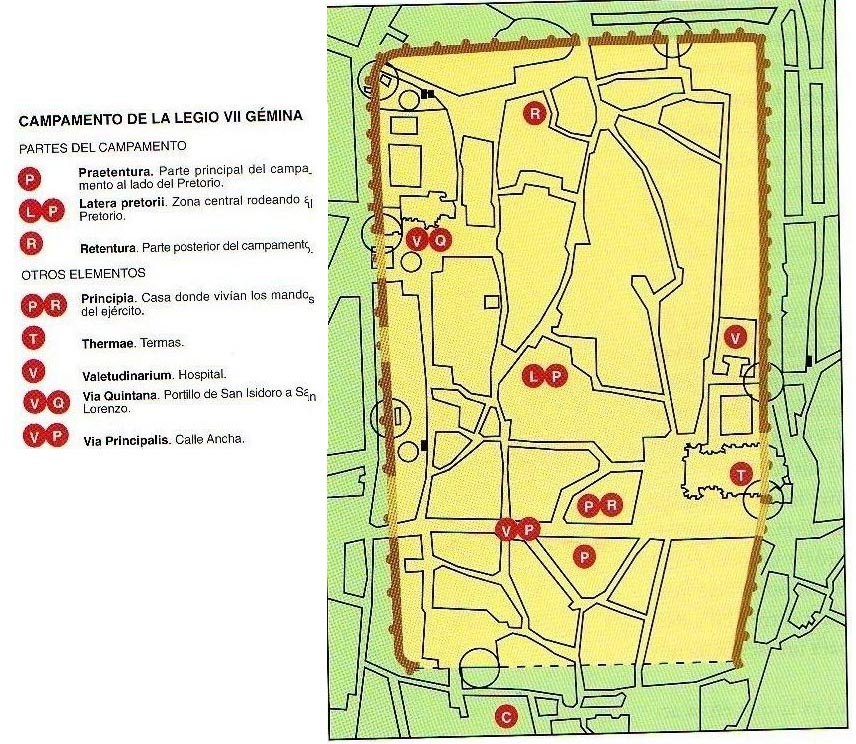 CAMPAMENTO DE LA LEGIO VII GÉMINA
PARTES DEL CAMPAMENTO
P Praetentura. Parte principal del campa-
mento al lado del Pretorio.
L P Latera pretorii. Zona central rodeando el
Pretorio.
R Retentura. Parte posterior del campamento.
OTROS ELEMENTOS
P R Principia. Casa donde vivían los mandos
del ejército.
T Thermae. Termas.
V Valetudinarium. Hospital.
V Q Via Quintana. Portillo de San Isidoro a San
Lorenzo.
V P Via Principalis. Calle Ancha.
R
V Q
V
L P
T
P R
V P
P
C